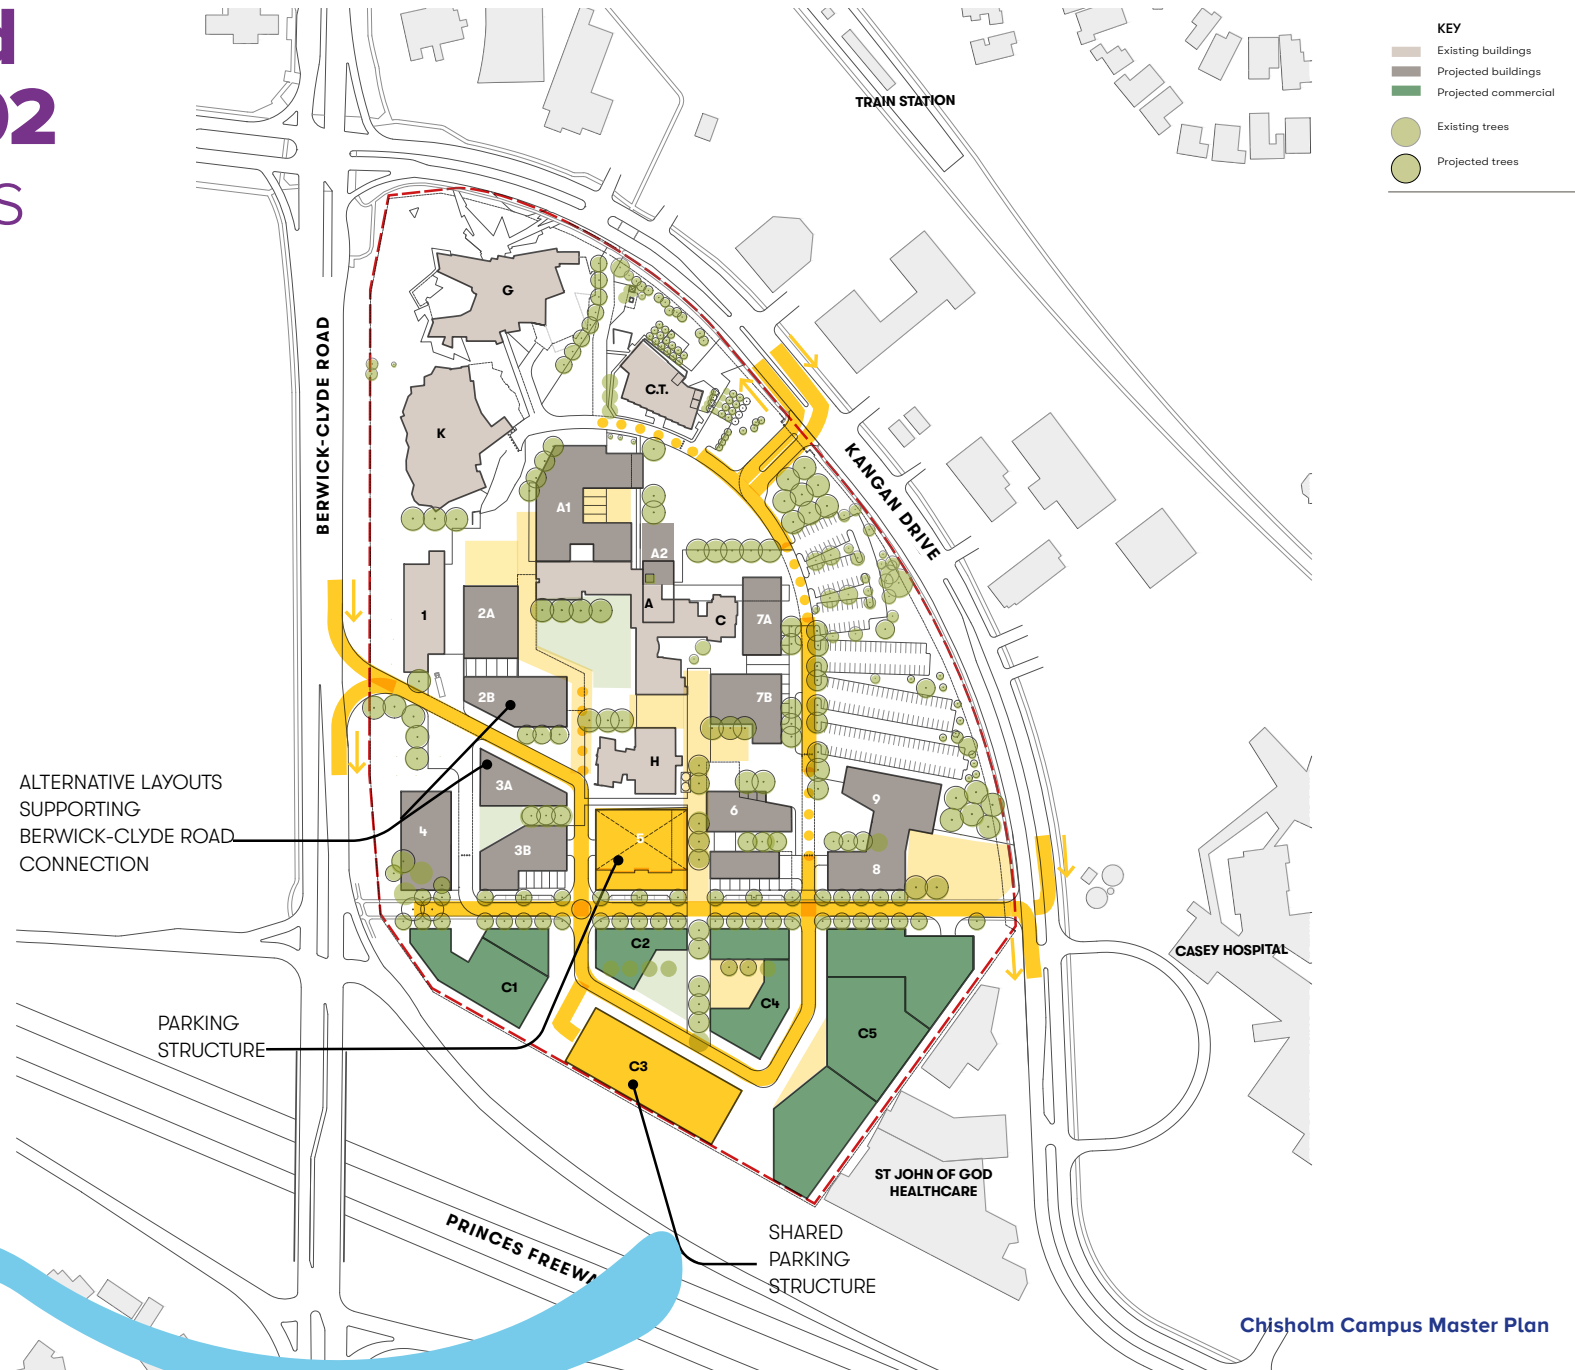 02
S
KEY
Existing buildings
Projected buildings
Projected commercial
Existing trees
Projected trees
TRAIN STATION
BERWICK-CLYDE ROAD
KANGAN DRIVE
G
C.T.
K
A1
A2
1
2A
A
C
7A
2B
7B
H
3A
9
4
6
5
3B
8
ALTERNATIVE LAYOUTS
SUPPORTING
BERWICK-CLYDE ROAD
CONNECTION
C2
C1
C4
C5
C3
CASEY HOSPITAL
PARKING
STRUCTURE
ST JOHN OF GOD
HEALTHCARE
PRINCES
SHARED
PARKING
STRUCTURE
Chisholm Campus Master Plan